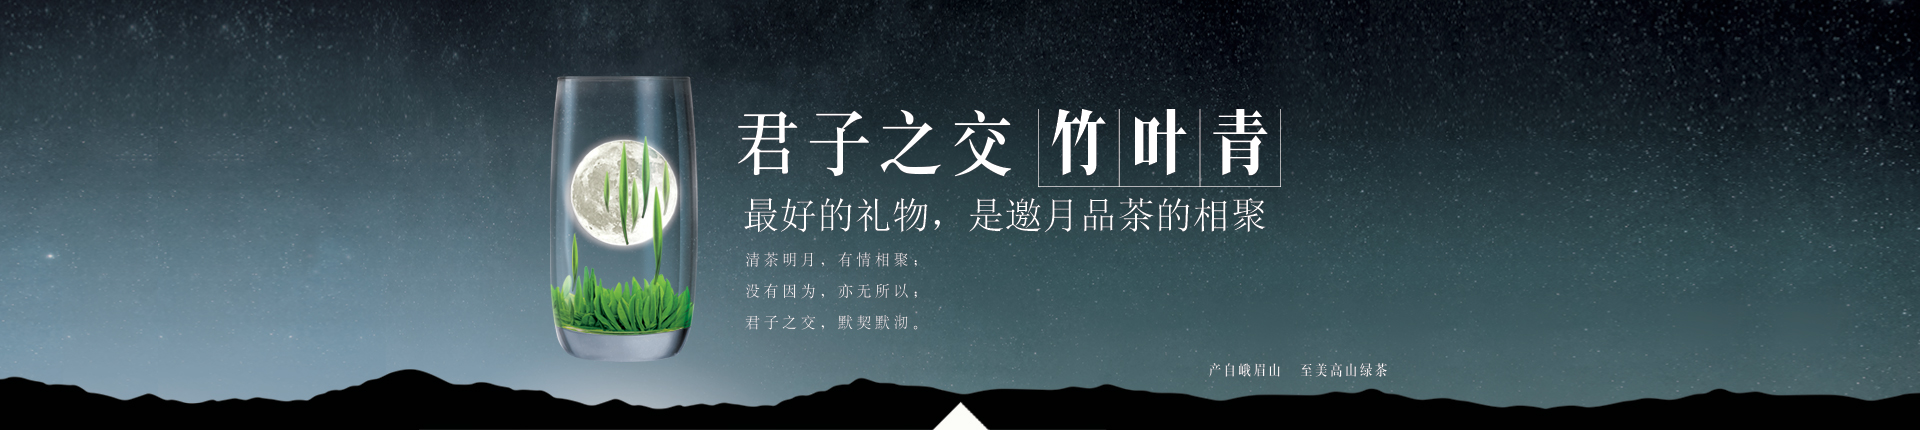 君子之交 竹叶青
最好的礼物，是邀月品茶的相聚
清茶明月，有情相聚；
没有因为，亦无所以；
君子之交，默契默沏。
产自峨眉山 至美高山绿茶